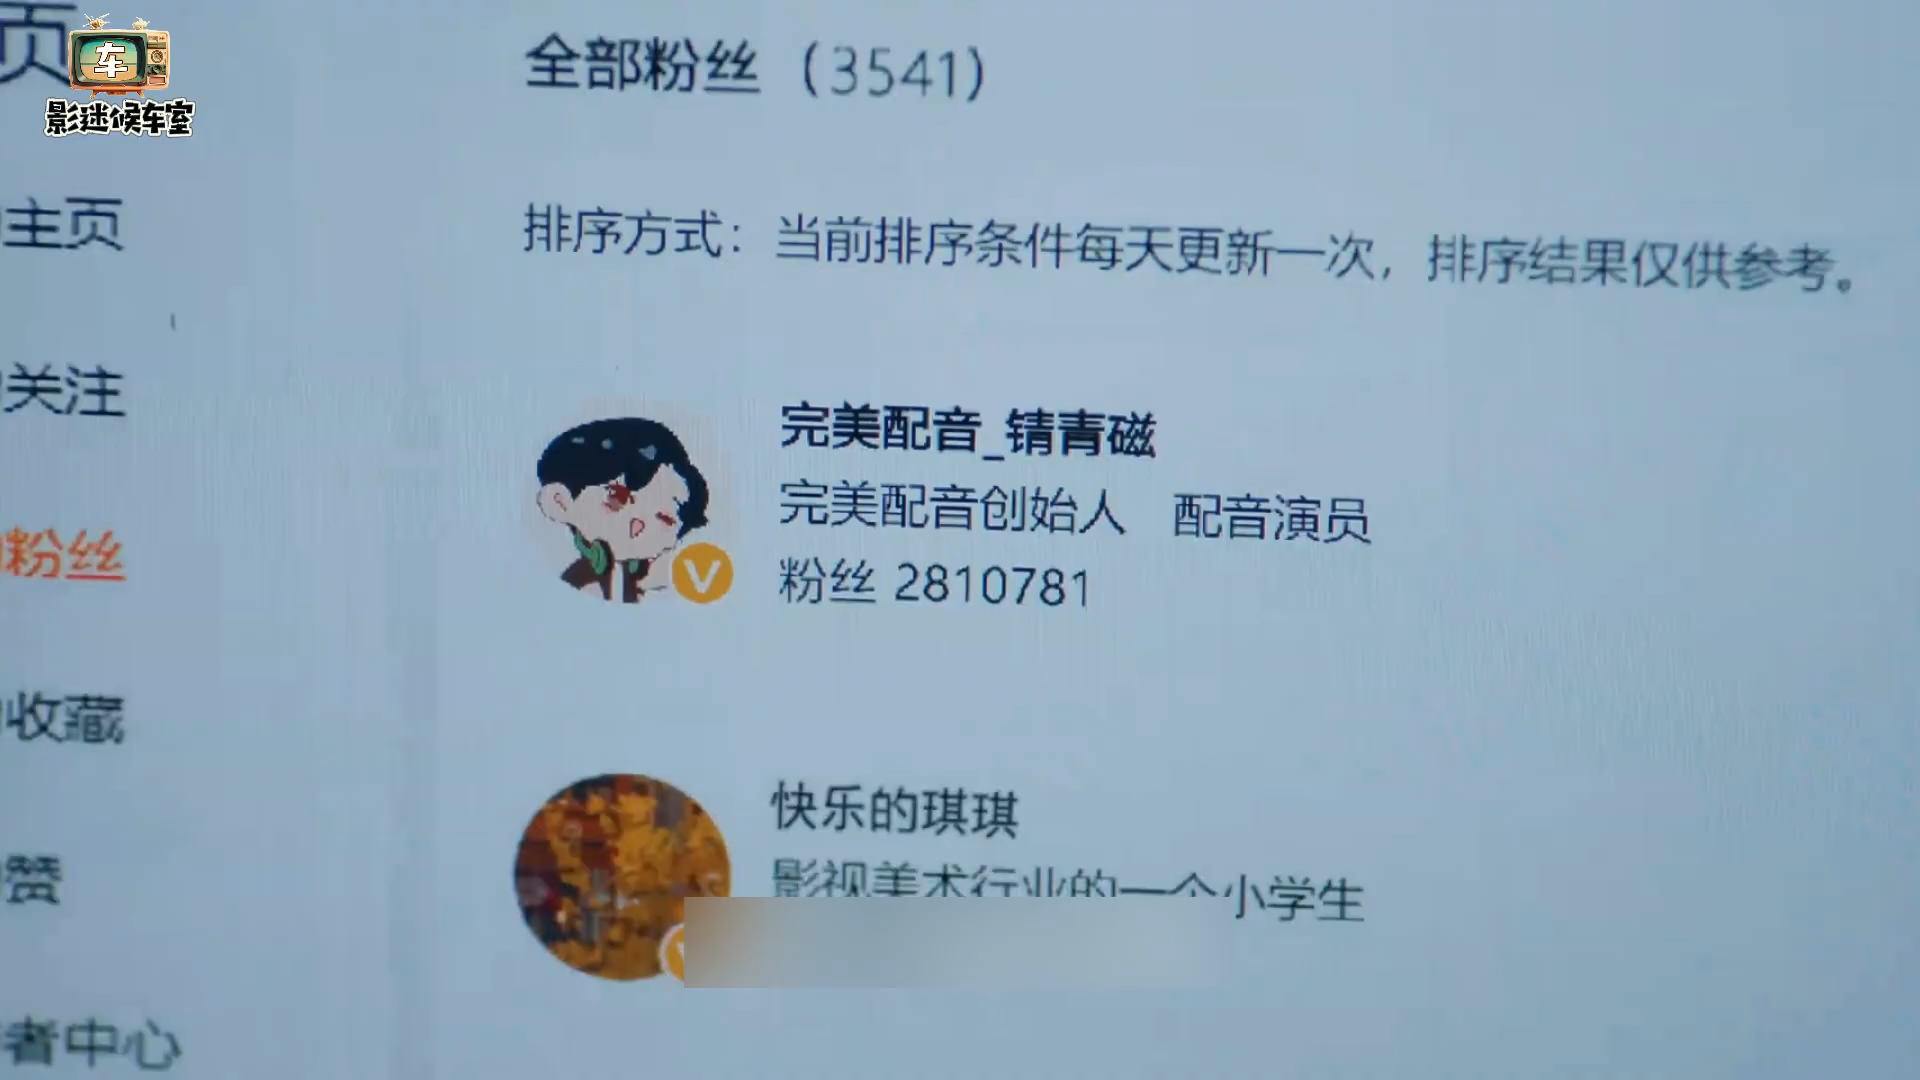 页
车
影迷候车室
全部粉丝（3541）
主页
排序方式：当前排序条件每天更新一次，排序结果仅供参考。
关注
完美配音_锖青磁
完美配音创始人 配音演员
粉丝
粉丝 2810781
V
收藏
快乐的琪琪
影视美术行业的一个小学生
赞
者中心